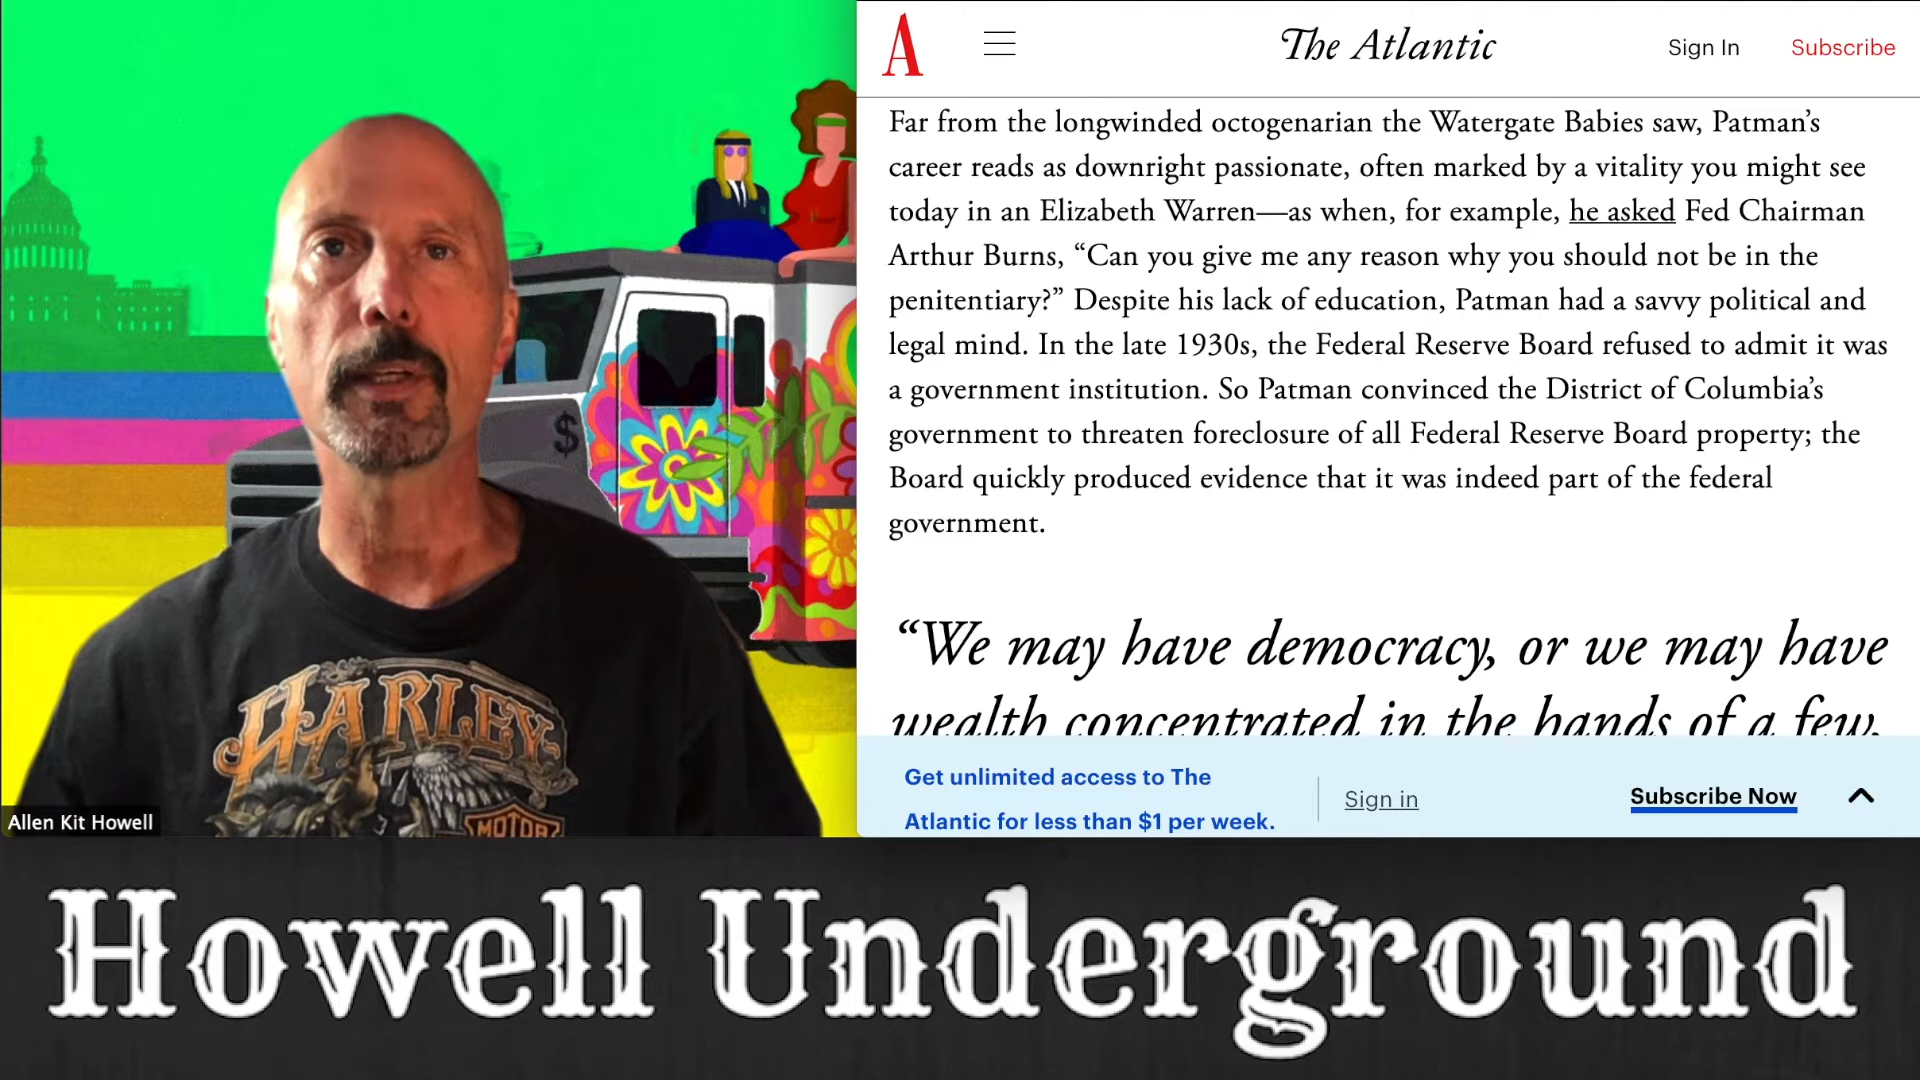 A
The Atlantic
Sign In
Subscribe
Far from the longwinded octogenarian the Watergate Babies saw, Patman’s
career reads as downright passionate, often marked by a vitality you might see
today in an Elizabeth Warren—as when, for example, he asked Fed Chairman
Arthur Burns, “Can you give me any reason why you should not be in the
penitentiary?” Despite his lack of education, Patman had a savvy political and
legal mind. In the late 1930s, the Federal Reserve Board refused to admit it was
a government institution. So Patman convinced the District of Columbia’s
government to threaten foreclosure of all Federal Reserve Board property; the
Board quickly produced evidence that it was indeed part of the federal
government.
“We may have democracy, or we may have
wealth concentrated in the hands of a few,
Get unlimited access to The
Atlantic for less than $1 per week.
Sign in
Subscribe Now
$
HARLEY
MOTOR
Allen Kit Howell
Howell Underground